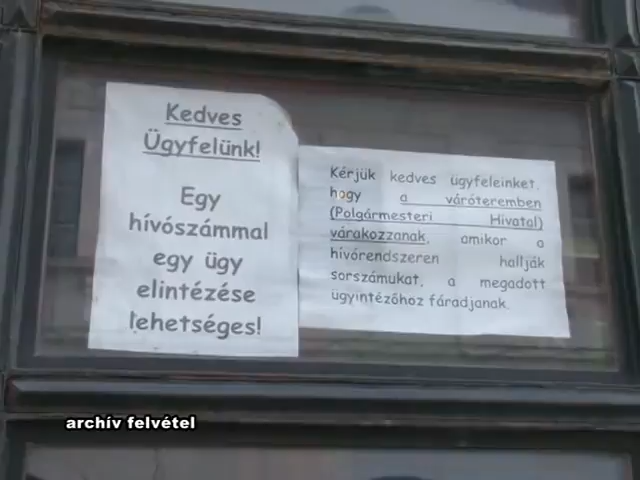 Kedves
Ügyfelünk!
Egy
hívószámmal
egy ügy
elintézése
lehetséges!
Kérjük kedves ügyfeleinket,
hogy a váróteremben
(Polgármesteri Hivatal)
várakozzanak, amikor a
hívórendszeren hallják
sorszámukat, a megadott
ügyintézőhoz fáradjanak.
archív felvétel